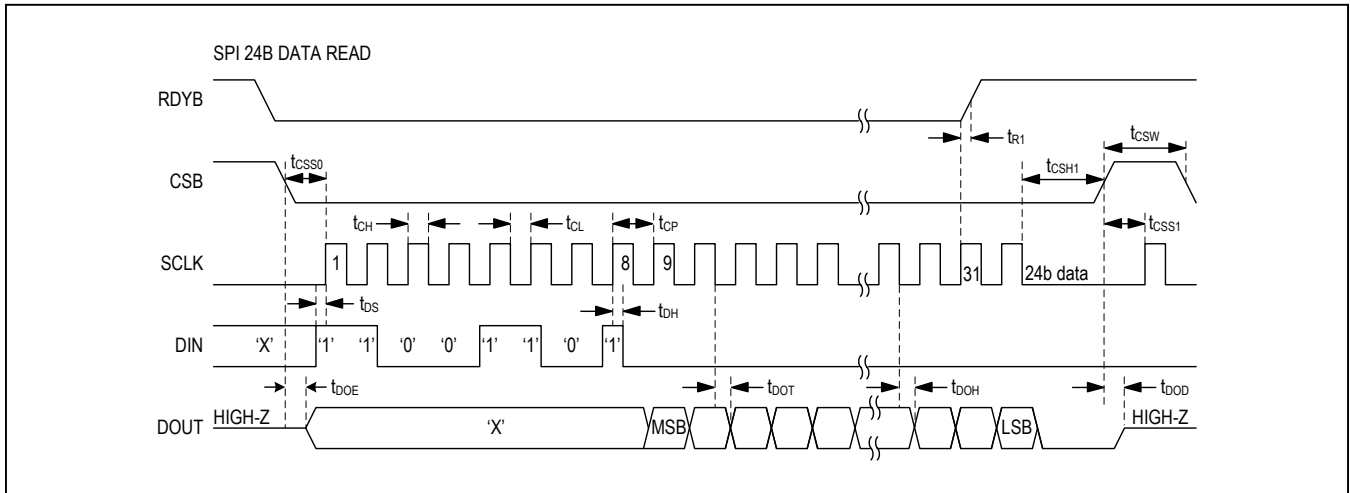 SPI 24B DATA READ
RDYB
tR1
tCSW
tCSS0
tCSH1
CSB
tCH
tCL
tCP
tCSS1
SCLK
1
8
9
31
24b data
tDS
tDH
DIN
‘X’
‘1’
‘1’
‘0’
‘0’
‘1’
‘1’
‘0’
‘1’
tDOE
tDOT
tDOH
tDOD
DOUT
HIGH-Z
‘X’
MSB
LSB
HIGH-Z